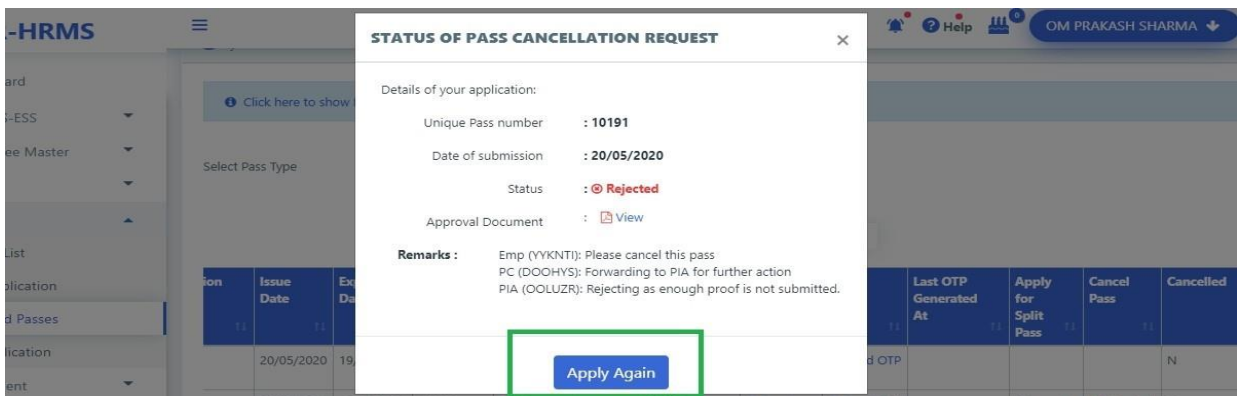 -HRMS
STATUS OF PASS CANCELLATION REQUEST ×
0
Help
OM PRAKASH SHARMA
ard
-ESS
ee Master
List
plication
d Passes
lication
ent
Click here to show
Select Pass Type
Details of your application:
Unique Pass number : 10191
Date of submission : 20/05/2020
Status : Rejected
Approval Document : View
Remarks : Emp (YYKNTI): Please cancel this pass
PC (DOOHYS): Forwarding to PIA for further action
PIA (OOLUZR): Rejecting as enough proof is not submitted.
Apply Again
ion
Issue
Date
Ex
Da
Last OTP
Generated
At
Apply
for
Split
Pass
Cancel
Pass
Cancelled
20/05/2020 19/
d OTP
N